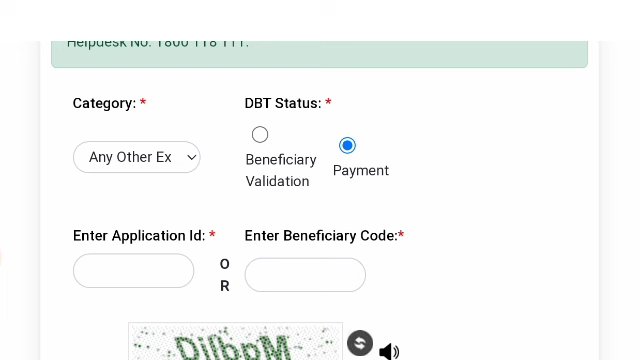 Helpdesk No. 1800 118 111.
Category: * DBT Status: *
Any Other Ex
Beneficiary
Validation
Payment
Enter Application Id: * Enter Beneficiary Code:*
O
R